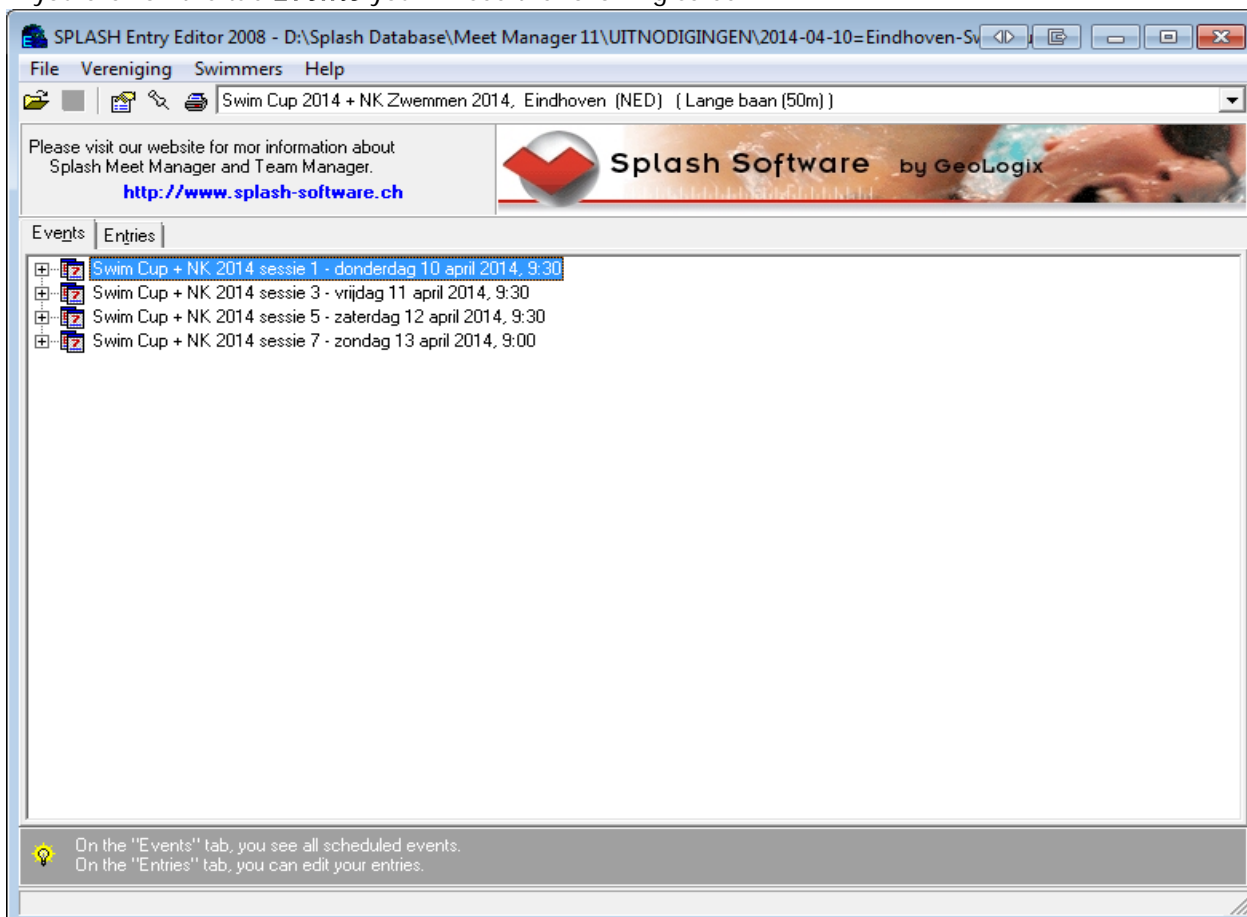 SPLASH Entry Editor 2008 - D:\Splash Database\Meet Manager 11\UITNODIGINGEN\2014-04-10=Eindhoven-Sv
File Vereniging Swimmers Help
Swim Cup 2014 + NK Zwemmen 2014, Eindhoven (NED) ( Lange baan (50m) )
Please visit our website for mor information about
Splash Meet Manager and Team Manager.
http://www.splash-software.ch
Splash Software by GeoLogix
Events Entries
Swim Cup + NK 2014 sessie 1 - donderdag 10 april 2014, 9:30
Swim Cup + NK 2014 sessie 3 - vrijdag 11 april 2014, 9:30
Swim Cup + NK 2014 sessie 5 - zaterdag 12 april 2014, 9:30
Swim Cup + NK 2014 sessie 7 - zondag 13 april 2014, 9:00
On the "Events" tab, you see all scheduled events.
On the "Entries" tab, you can edit your entries.